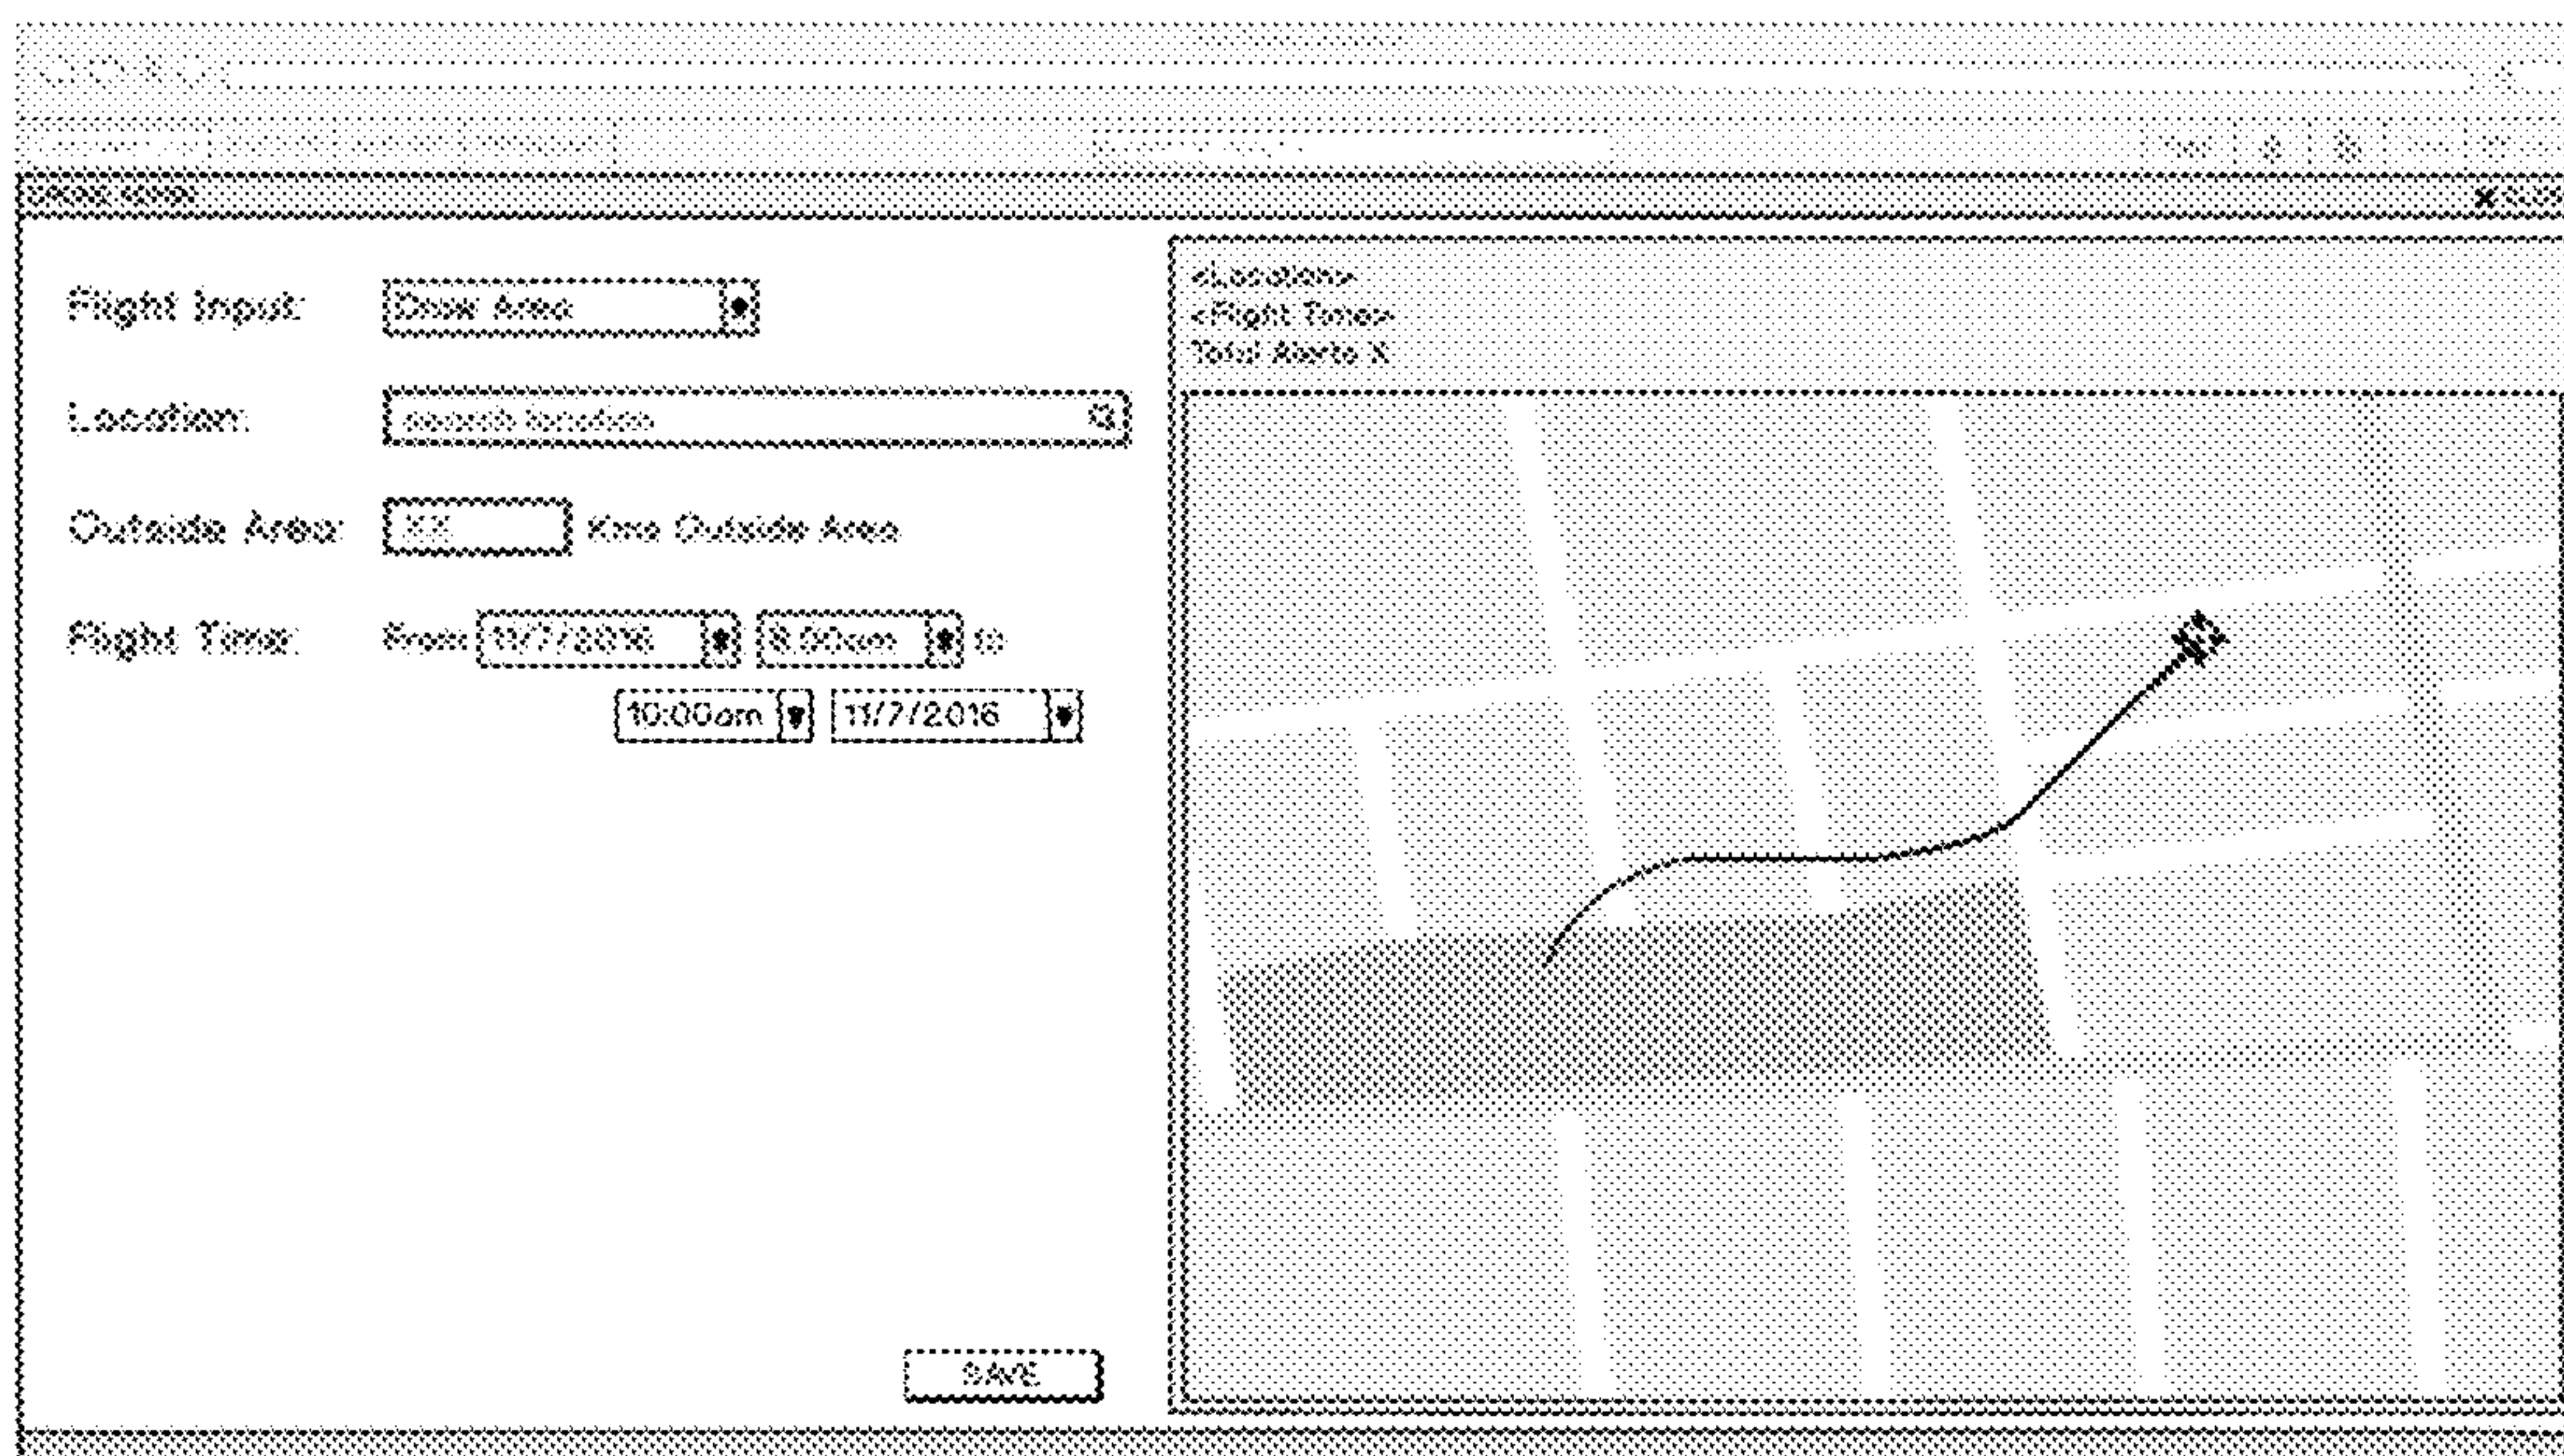 Flight Input: Draw Area
Location: search location
Outside Area: XX Kms Outside Area
Flight Time: From 11/7/2016 8:00am to
10:00am 11/7/2016
SAVE
<Location>
<Flight Time>
Total Alerts X